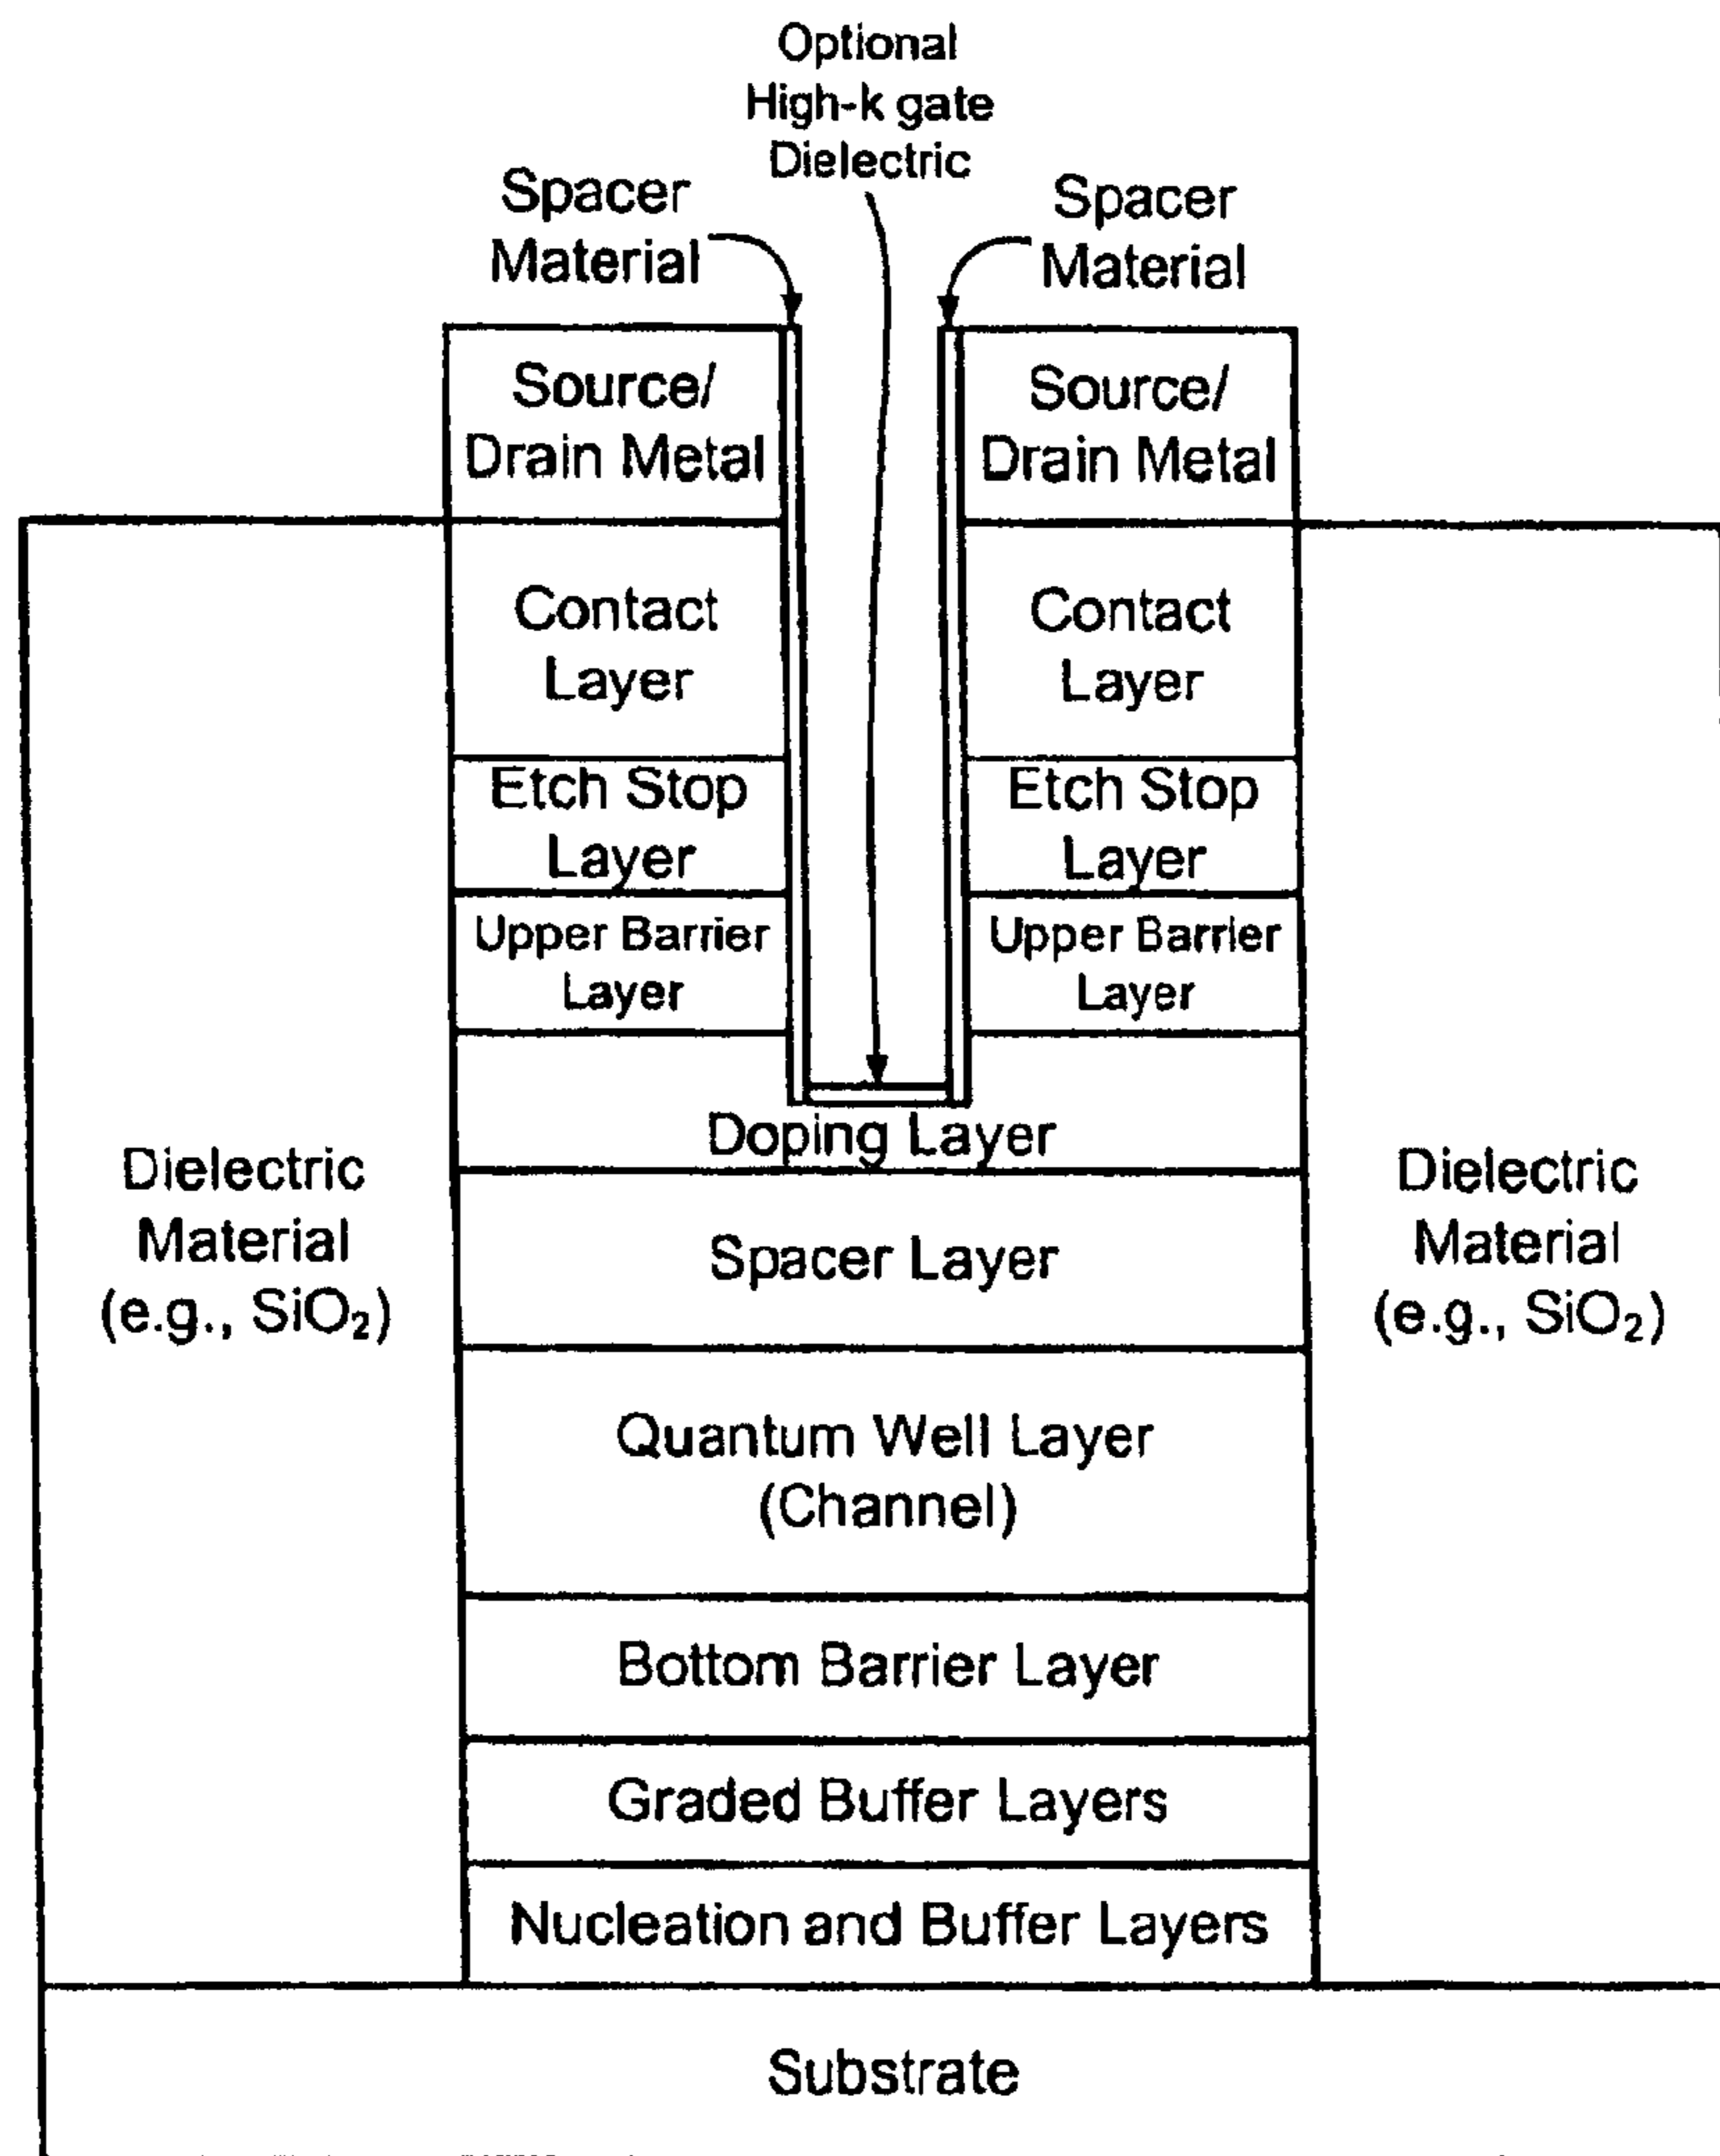 Optional
High-k gate
Dielectric
Spacer
Material
Spacer
Material
Source/
Drain Metal
Source/
Drain Metal
Contact
Layer
Contact
Layer
Etch Stop
Layer
Etch Stop
Layer
Upper Barrier
Layer
Upper Barrier
Layer
Doping Layer
Dielectric
Material
(e.g., SiO₂)
Spacer Layer
Dielectric
Material
(e.g., SiO₂)
Quantum Well Layer
(Channel)
Bottom Barrier Layer
Graded Buffer Layers
Nucleation and Buffer Layers
Substrate